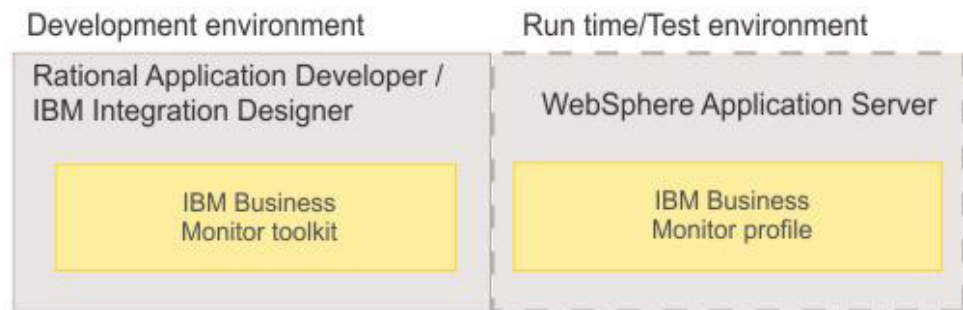 Development environment
Run time/Test environment
Rational Application Developer /
IBM Integration Designer
WebSphere Application Server
IBM Business
Monitor toolkit
IBM Business
Monitor profile